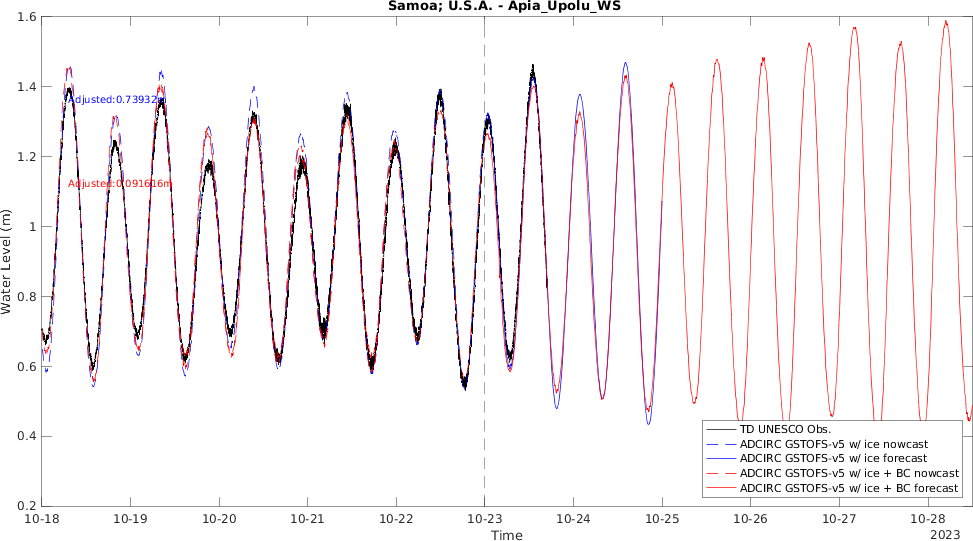 Samoa; U.S.A. - Apia_Upolu_WS
1.6
1.4
1.2
1
0.8
0.6
0.4
0.2
Water Level (m)
Adjusted:0.73932m
Adjusted:0.091616m
TD UNESCO Obs.
ADCIRC GSTOFS-v5 w/ ice nowcast
ADCIRC GSTOFS-v5 w/ ice forecast
ADCIRC GSTOFS-v5 w/ ice + BC nowcast
ADCIRC GSTOFS-v5 w/ ice + BC forecast
10-18 10-19 10-20 10-21 10-22 10-23 10-24 10-25 10-26 10-27 10-28
Time
2023